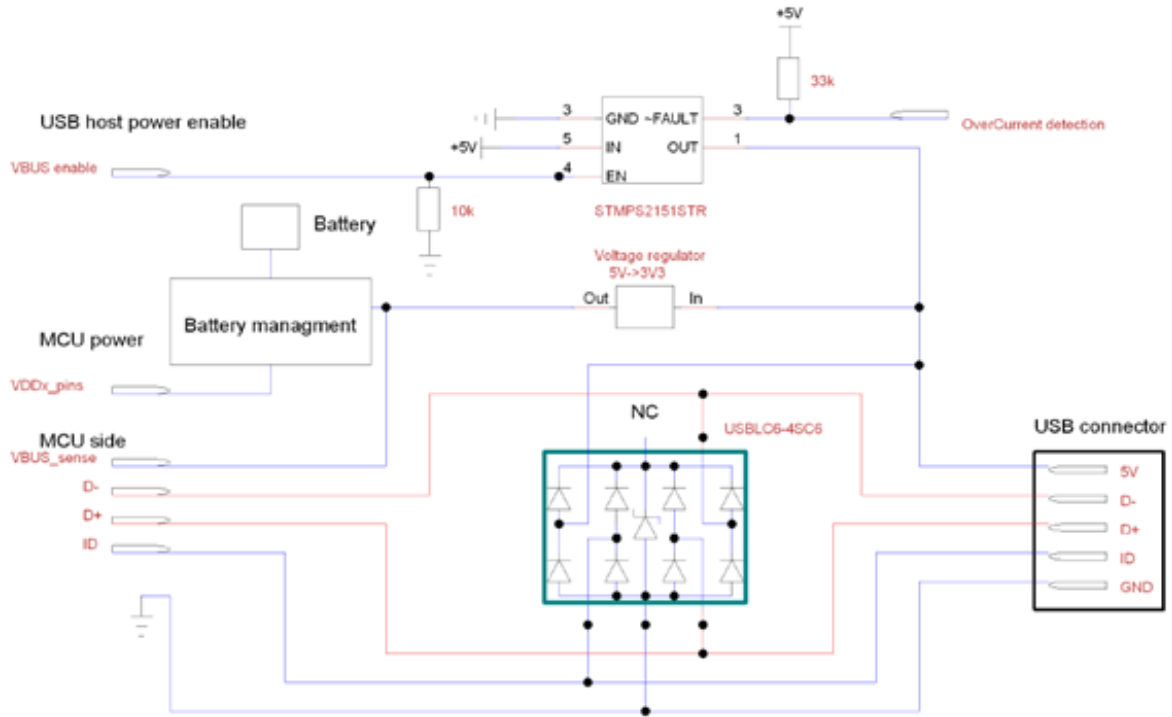 +5V
33k
USB host power enable
3 GND ~FAULT 3
OverCurrent detection
+5V 5 IN OUT 1
VBUS enable
4 EN
10k
STMPS2151STR
Battery
Voltage regulator
5V->3V3
Out In
Battery managment
MCU power
VDDx_pins
NC
USBLC6-4SC6
USB connector
MCU side
VBUS_sense
5V
D-
D-
D+
D+
ID
ID
GND